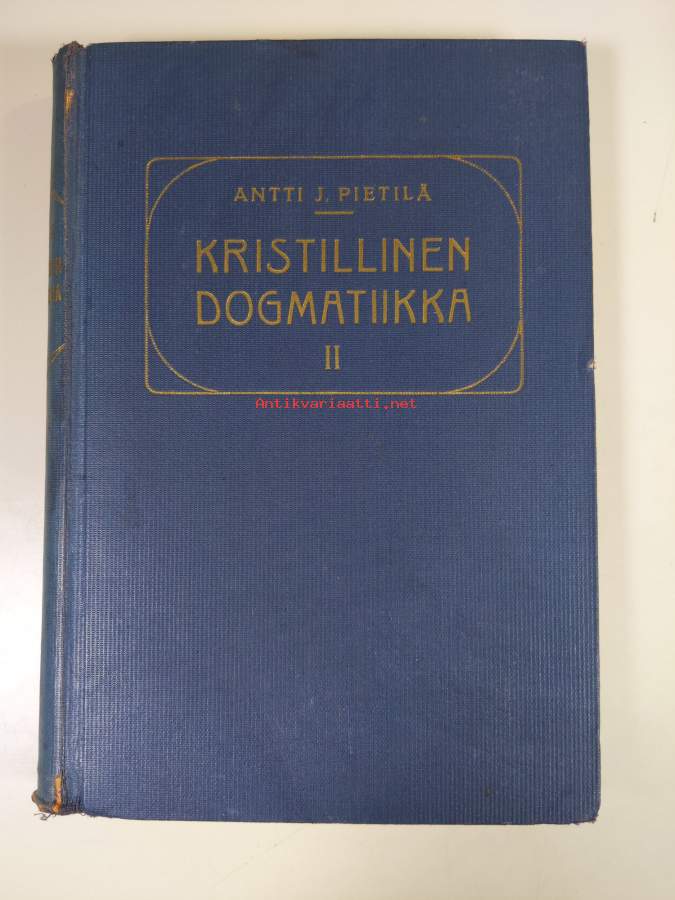 ANTTI J. PIETILÄ
KRISTILLINEN
DOGMATIIKKA
II
Antikvariaatti.net